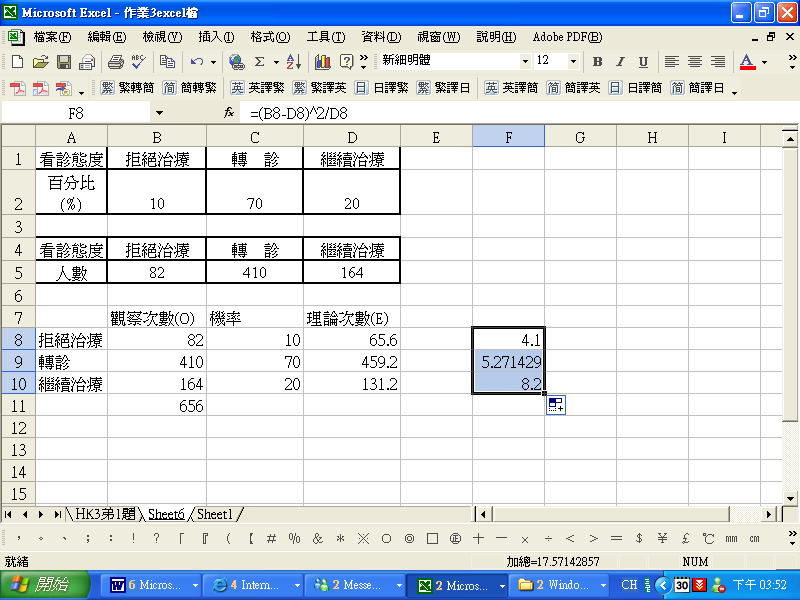 Microsoft Excel - 作業3excel檔
檔案(F) 編輯(E) 檢視(V) 插入(I) 格式(O) 工具(T) 資料(D) 視窗(W) 說明(H) Adobe PDF(B)
新細明體 12 B I U A
繁 繁轉簡 簡 簡轉繁 英 英譯繁 繁 繁譯英 日 日譯繁 繁 繁譯日 英 英譯簡 簡 簡譯英 日 日譯簡 簡 簡譯日
F8 fx =(B8-D8)^2/D8
A B C D E F G H I
1 看診態度 拒絕治療 轉 診 繼續治療
百分比
2 (%) 10 70 20
3
4 看診態度 拒絕治療 轉 診 繼續治療
5 人數 82 410 164
6
7 觀察次數(O) 機率 理論次數(E)
8 拒絕治療 82 10 65.6 4.1
9 轉診 410 70 459.2 5.271429
10 繼續治療 164 20 131.2 8.2
11 656
12
13
14
15
HK3弟1題 Sheet6 Sheet1
， 。 、 ； ： ！ ？ 「 『 （ 【 # % & * ※ ○ ◎ □ ㊣ + － × ÷ < > = $ ¥ £ ℃ mm cm
就緒 加總=17.57142857 NUM
開始 6 Micros... 4 Intern... 2 Messe... 2 Micros... 2 Windo... CH 30 下午 03:52